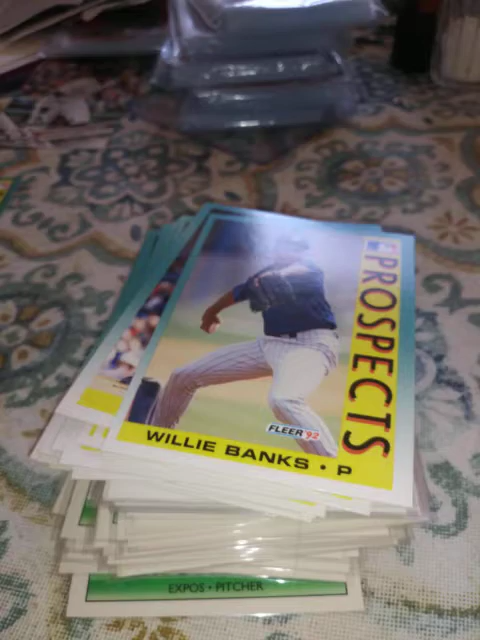 PROSPECTS
FLEER '92
WILLIE BANKS • P
EXPOS • PITCHER